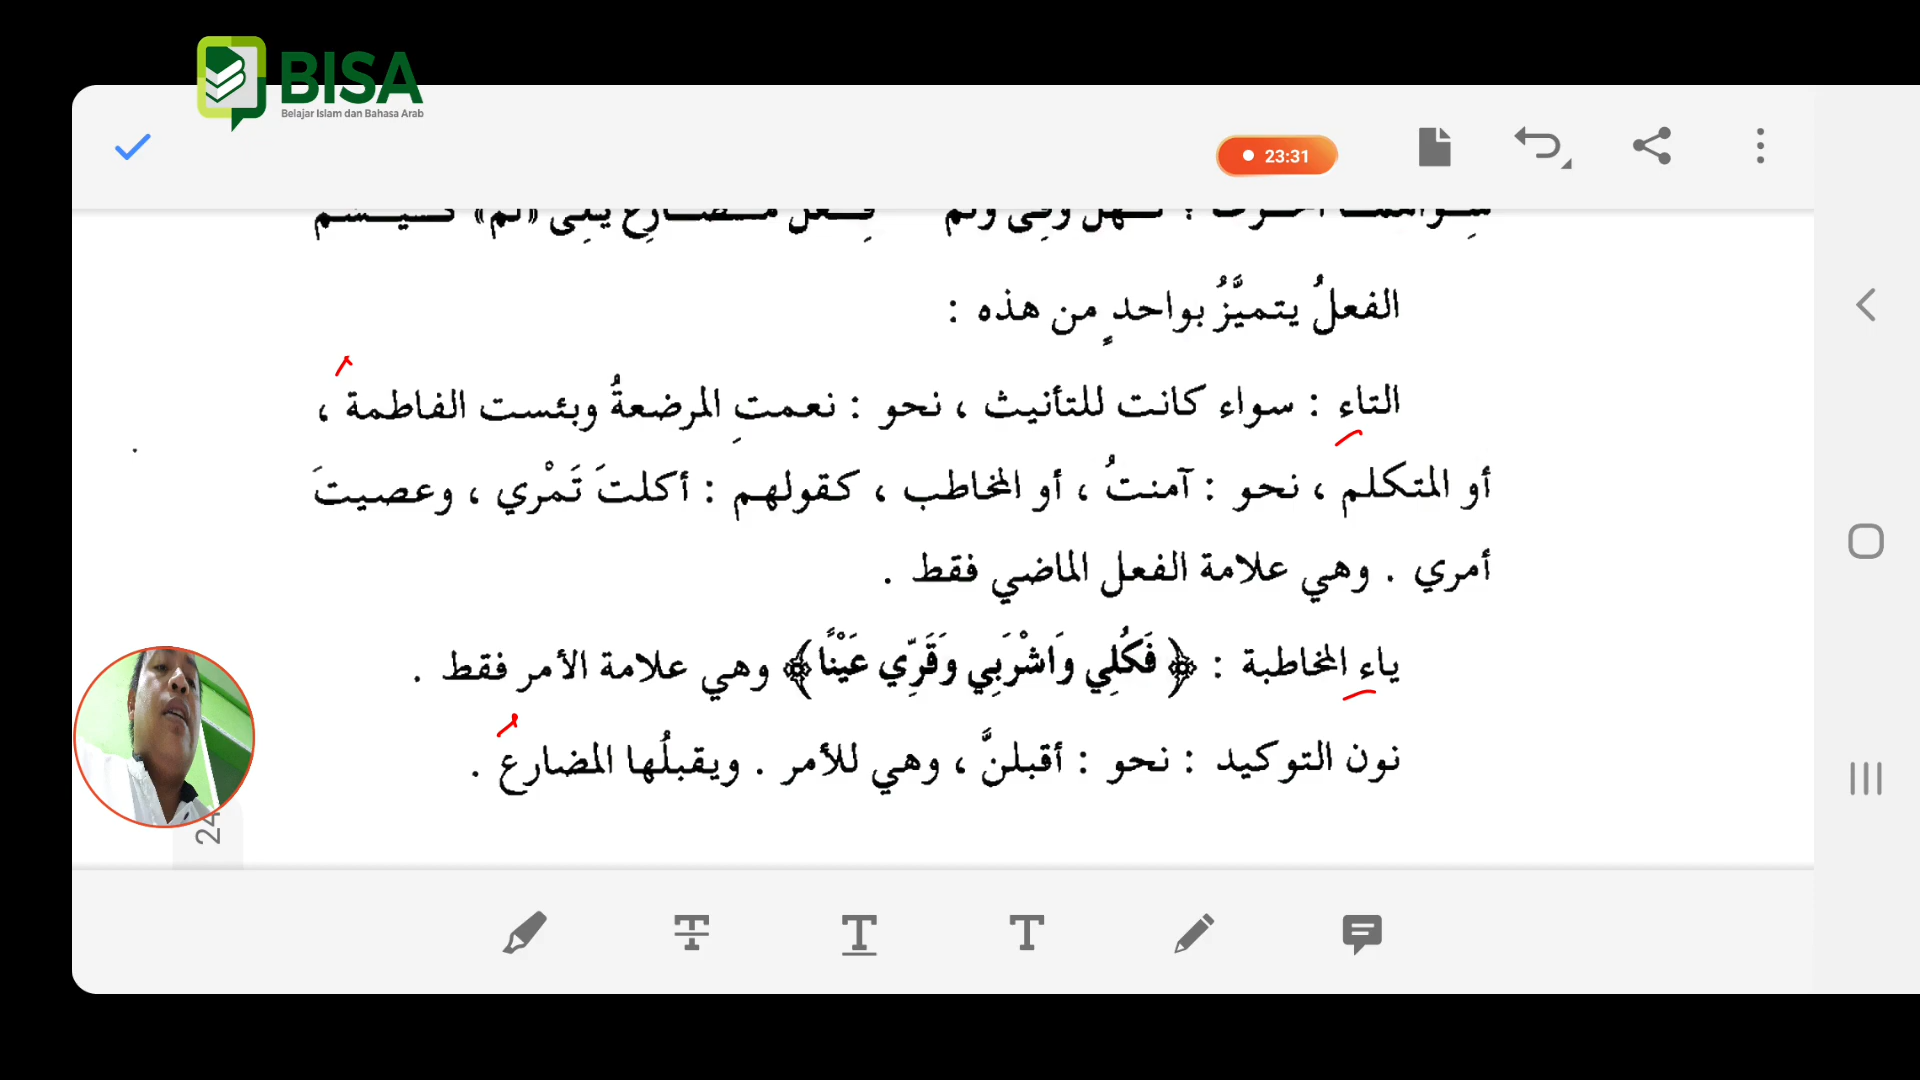 BISA
Belajar Islam dan Bahasa Arab
23:31
الفعلُ يتميَّزُ بواحدٍ من هذه :
التاء : سواء كانت للتأنيث ، نحو : نعمتِ المرضعةُ وبئست الفاطمة ،
أو المتكلم ، نحو : آمنتُ ، أو المخاطب ، كقولهم : أكلتَ تَمْري ، وعصيتَ
أمري . وهي علامة الفعل الماضي فقط .
ياء المخاطبة : ﴿فَكُلِي وَاشْرَبِي وَقَرِّي عَيْنًا﴾ وهي علامة الأمر فقط .
نون التوكيد : نحو : أقبلنَّ ، وهي للأمر . ويقبلُها المضارع .